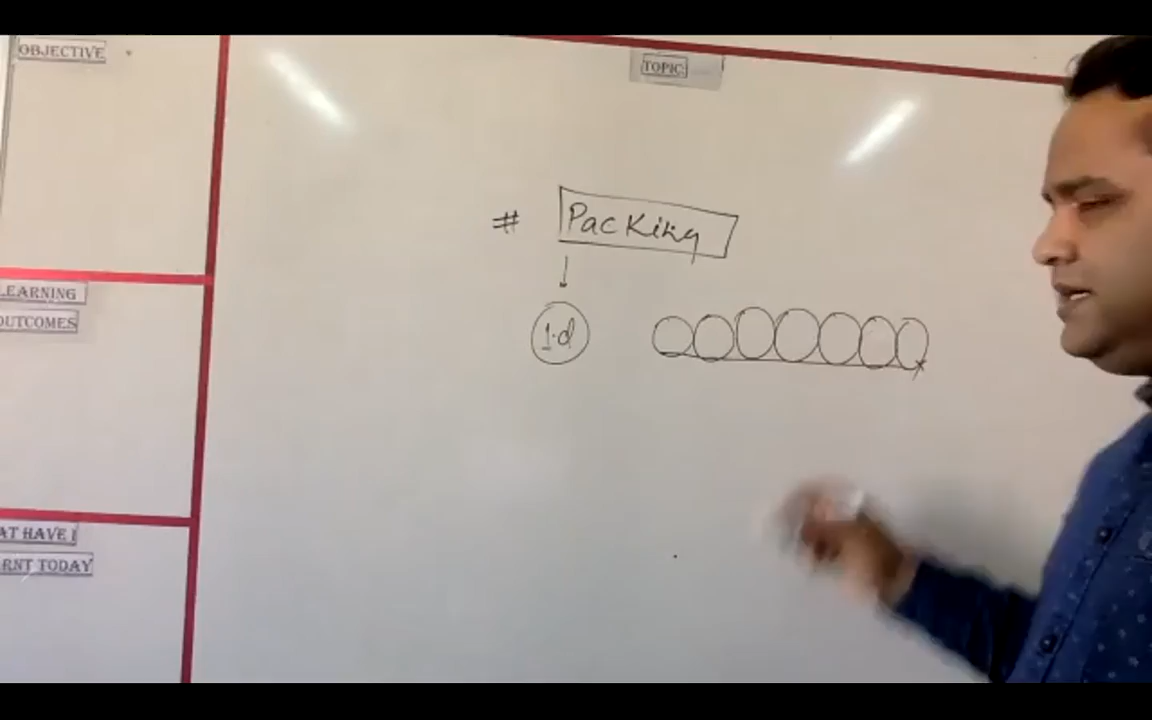 OBJECTIVE
TOPIC
# Packing
1.d
LEARNING
OUTCOMES
AT HAVE I
RNT TODAY